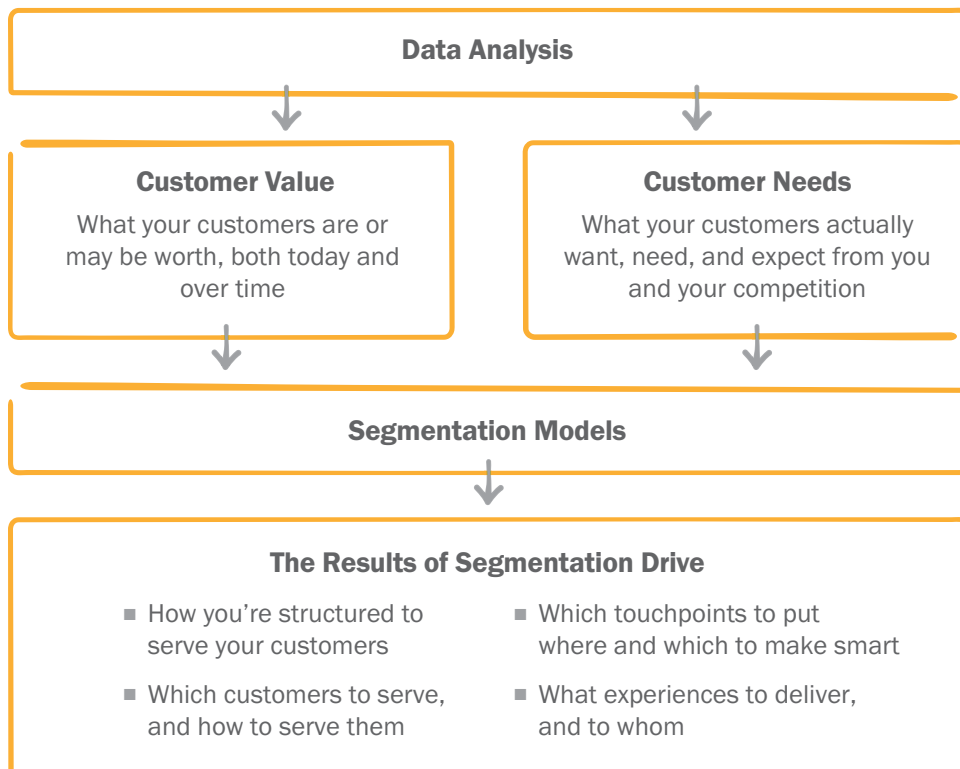 Data Analysis
Customer Value
What your customers are or
may be worth, both today and
over time
Customer Needs
What your customers actually
want, need, and expect from you
and your competition
Segmentation Models
The Results of Segmentation Drive
■ How you're structured to
serve your customers
■ Which customers to serve,
and how to serve them
■ Which touchpoints to put
where and which to make smart
■ What experiences to deliver,
and to whom